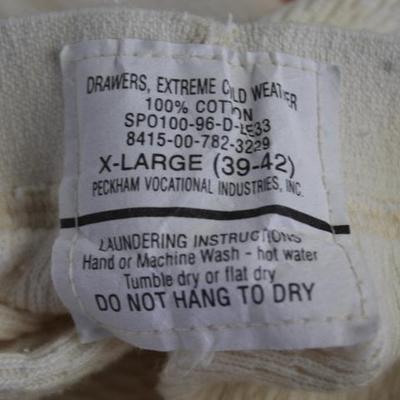 DRAWERS, EXTREME COLD WEATHER
100% COTTON
SPO100-96-D-LE33
8415-00-782-3229
X-LARGE (39-42)
PECKHAM VOCATIONAL INDUSTRIES, INC.
LAUNDERING INSTRUCTIONS
Hand or Machine Wash - hot water
Tumble dry or flat dry
DO NOT HANG TO DRY